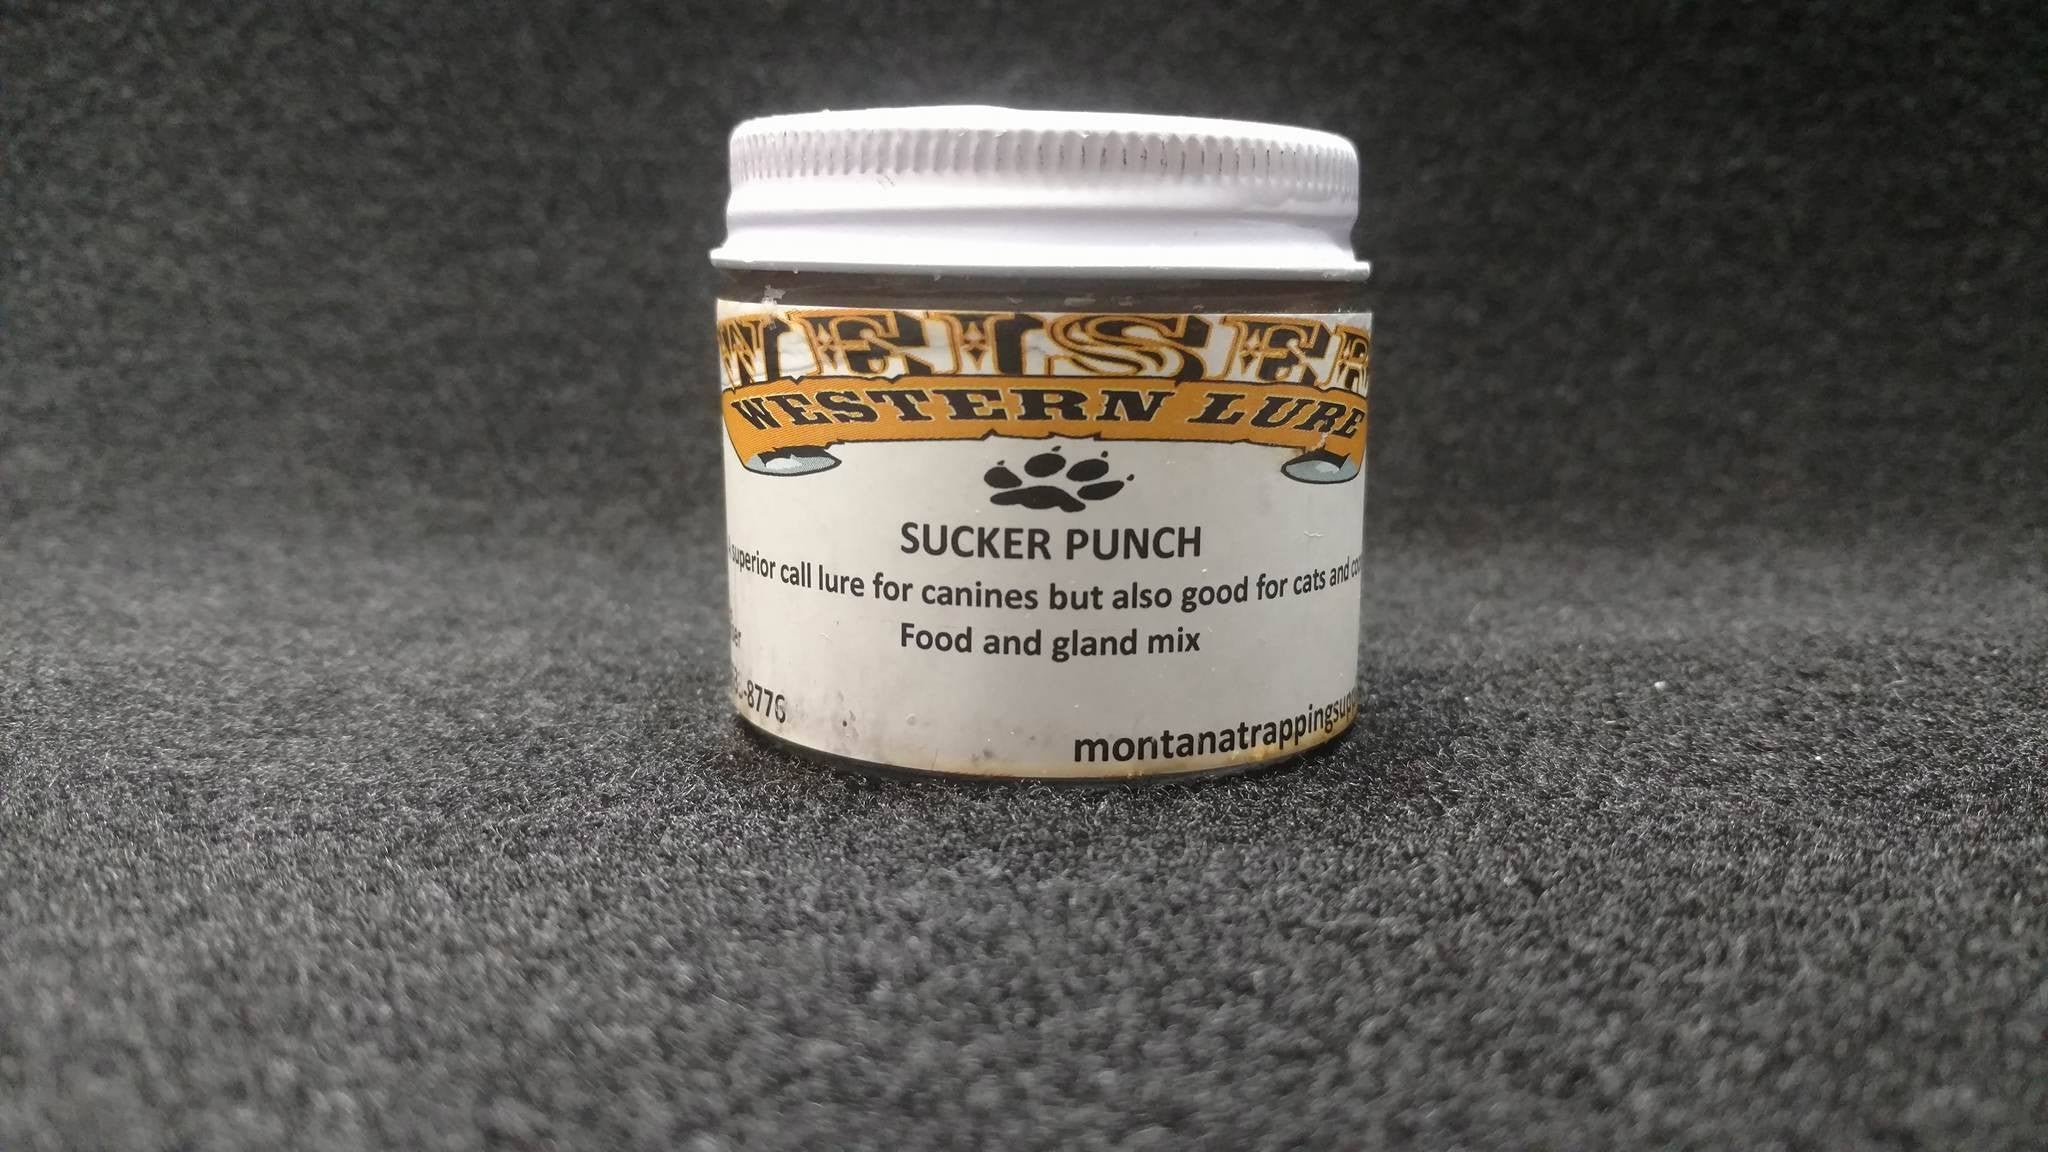 WEISER
WESTERN LURE
SUCKER PUNCH
superior call lure for canines but also good for cats and
Food and gland mix
-8776
montanatrappingsup